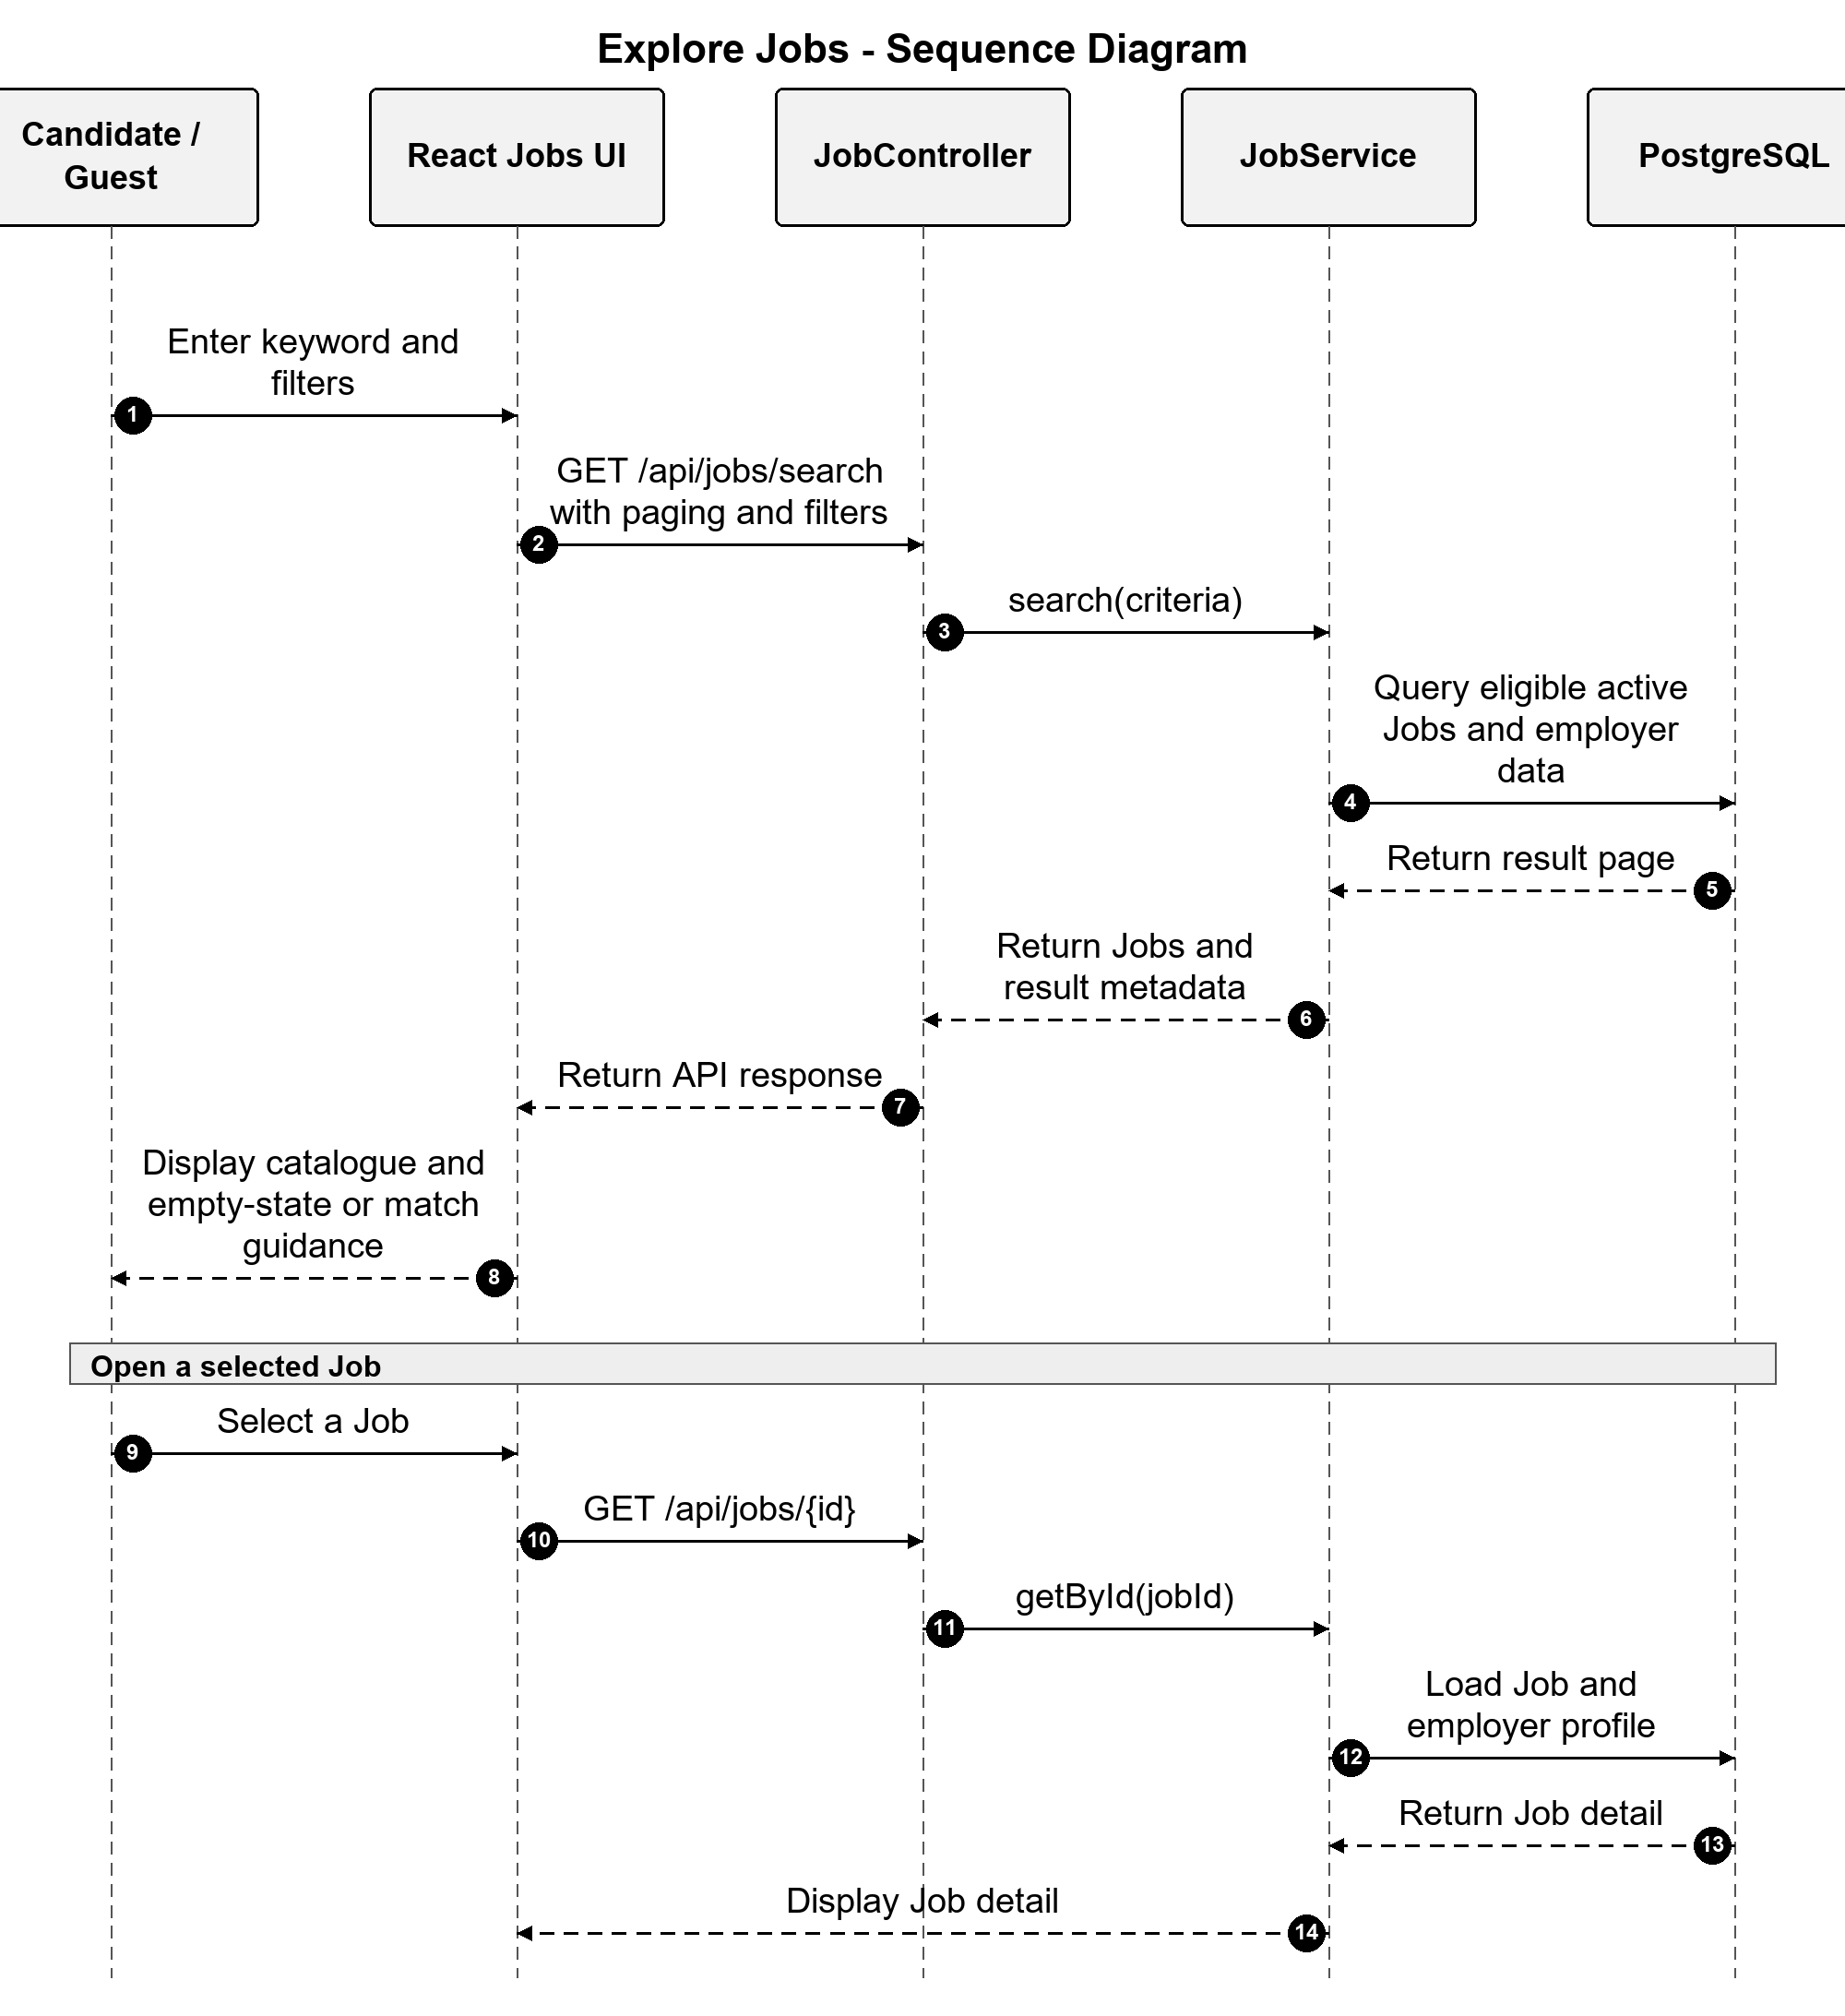 Explore Jobs - Sequence Diagram
Candidate /
Guest
React Jobs UI
JobController
JobService
PostgreSQL
Enter keyword and
filters
1
GET /api/jobs/search
with paging and filters
2
search(criteria)
3
Query eligible active
Jobs and employer
data
4
Return result page
5
Return Jobs and
result metadata
6
Return API response
7
Display catalogue and
empty-state or match
guidance
8
Open a selected Job
Select a Job
9
GET /api/jobs/{id}
10
getById(jobId)
11
Load Job and
employer profile
12
Return Job detail
13
Display Job detail
14